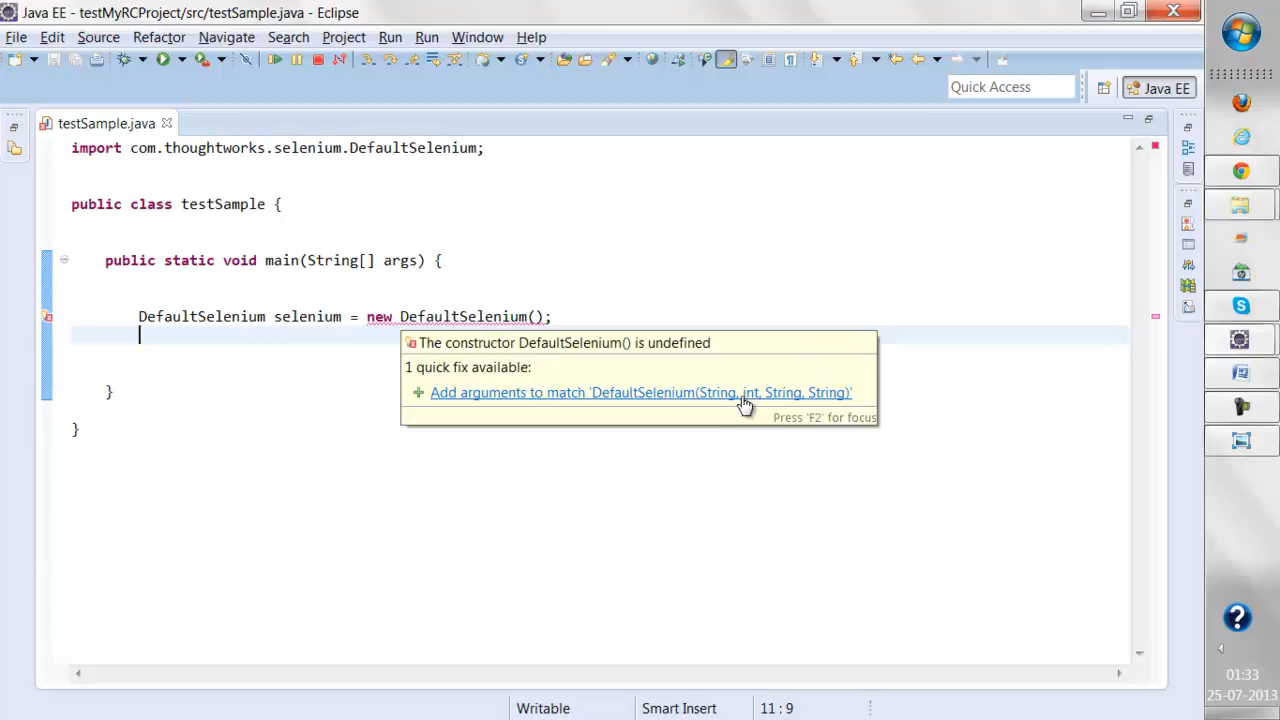 Java EE - testMyRCProject/src/testSample.java - Eclipse
File Edit Source Refactor Navigate Search Project Run Run Window Help
Quick Access
Java EE
testSample.java
import com.thoughtworks.selenium.DefaultSelenium;
public class testSample {
public static void main(String[] args) {
DefaultSelenium selenium = new DefaultSelenium();
The constructor DefaultSelenium() is undefined
1 quick fix available:
Add arguments to match 'DefaultSelenium(String, int, String, String)'
Press 'F2' for focus
}
}
Writable
Smart Insert
11 : 9
01:33
25-07-2013